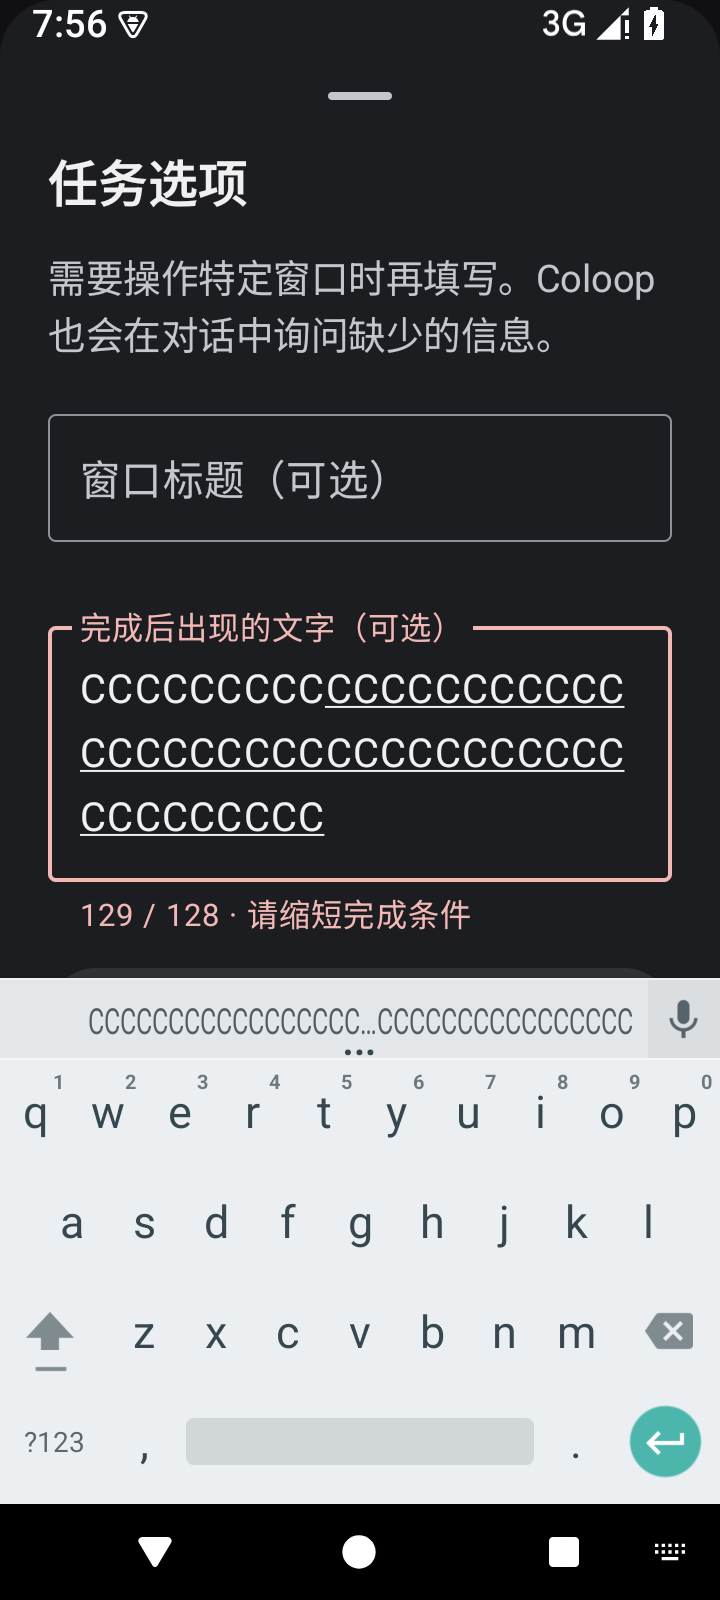 7:56
3G
任务选项
需要操作特定窗口时再填写。Coloop
也会在对话中询问缺少的信息。
窗口标题（可选）
完成后出现的文字（可选）
CCCCCCCCCCCCCCCCCCCC
CCCCCCCCCCCCCCCCCCCC
CCCCCCCCC
129 / 128 · 请缩短完成条件
CCCCCCCCCCCCCCCCC...CCCCCCCCCCCCCCCC
1 2 3 4 5 6 7 8 9 0
q w e r t y u i o p
a s d f g h j k l
z x c v b n m
?123 , .